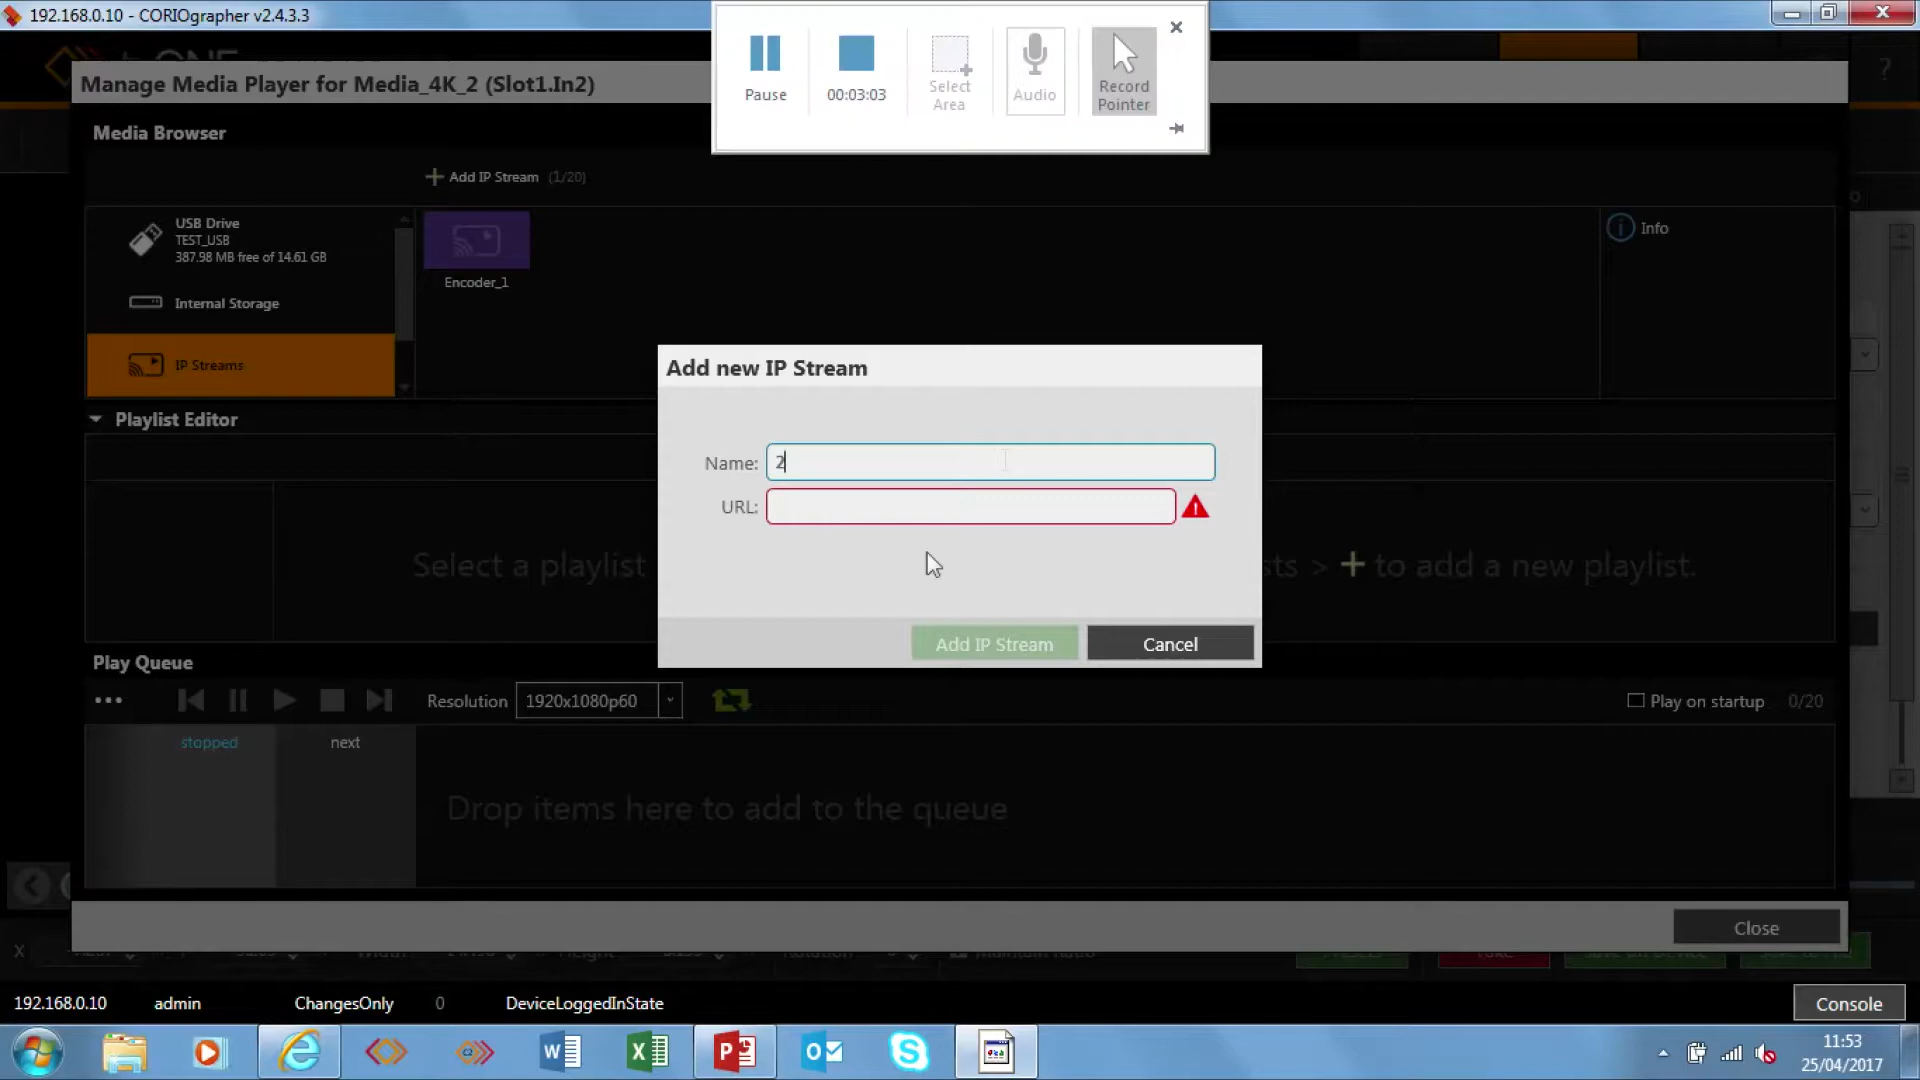 192.168.0.10 - CORIOgrapher v2.4.3.3
Pause
00:03:03
Select
Area
Audio
Record
Pointer
Manage Media Player for Media_4K_2 (Slot1.In2)
Media Browser
Add IP Stream (1/20)
USB Drive
TEST_USB
387.98 MB free of 14.61 GB
Internal Storage
IP Streams
Encoder_1
Info
Add new IP Stream
Name: 2
URL:
Add IP Stream
Cancel
Playlist Editor
Select a playlist
> + to add a new playlist.
Play Queue
Resolution 1920x1080p60
Play on startup 0/20
stopped
next
Drop items here to add to the queue
Close
192.168.0.10 admin ChangesOnly 0 DeviceLoggedInState
Console
11:53
25/04/2017